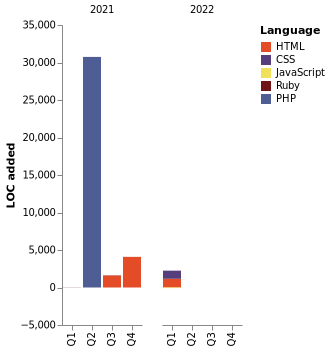 2021
2022
Language
HTML
CSS
JavaScript
Ruby
PHP
LOC added
35,000
30,000
25,000
20,000
15,000
10,000
5,000
0
−5,000
Q1
Q2
Q3
Q4
Q1
Q2
Q3
Q4